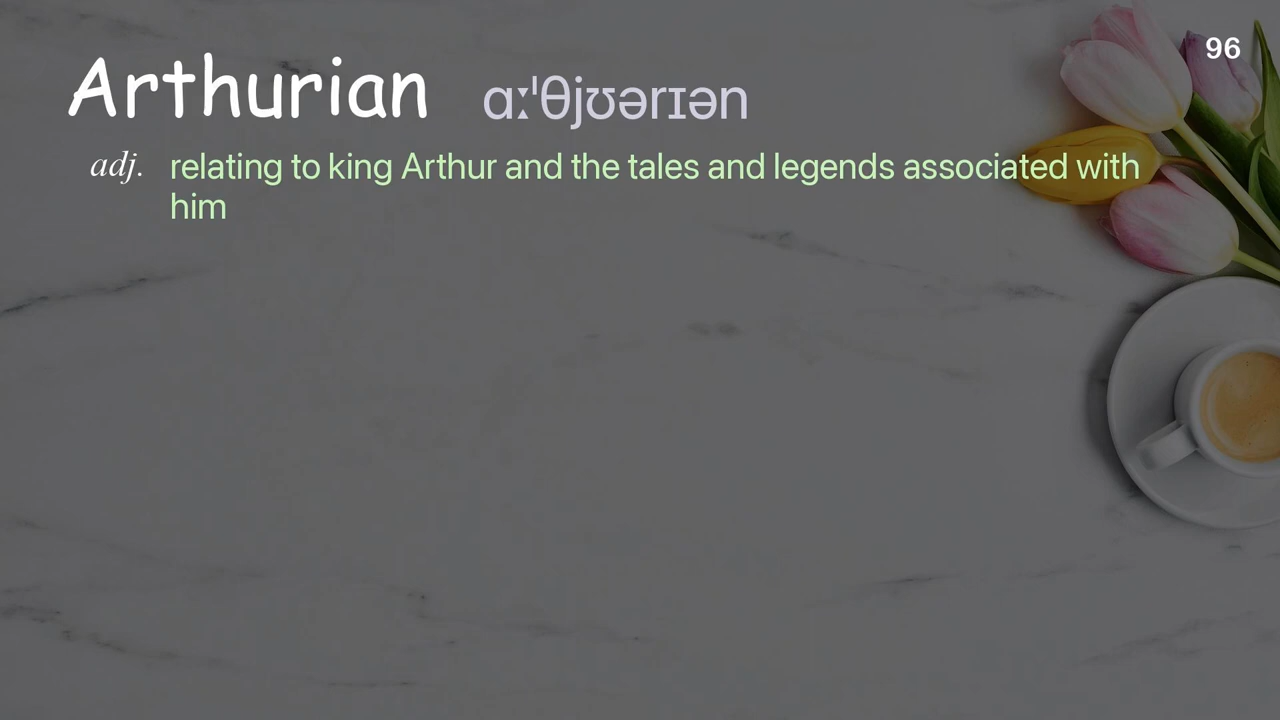 96
Arthurian ɑːˈθjʊərɪən
adj. relating to king Arthur and the tales and legends associated with
him